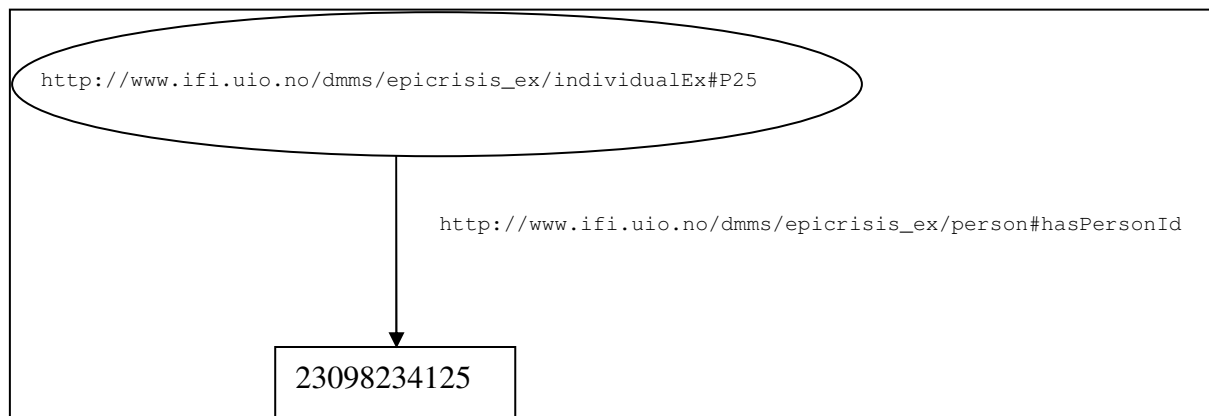 http://www.ifi.uio.no/dmms/epicrisis_ex/individualEx#P25
http://www.ifi.uio.no/dmms/epicrisis_ex/person#hasPersonId
23098234125